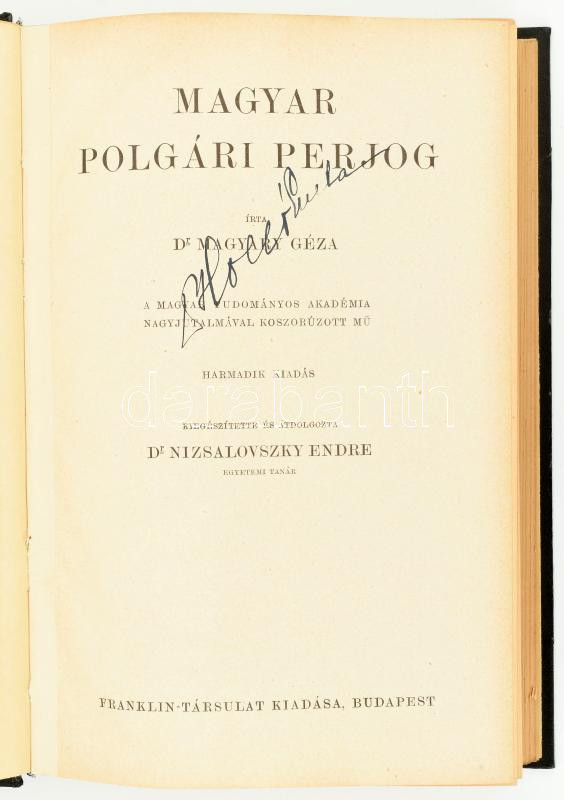 MAGYAR
POLGÁRI PERJOG
ÍRTA
Dr MAGYARY GÉZA
A MAGYAR TUDOMÁNYOS AKADÉMIA
NAGYJUTALMÁVAL KOSZORÚZOTT MŰ
HARMADIK KIADÁS
darabanth
KIEGÉSZÍTETTE ÉS ÁTDOLGOZTA
Dr NIZSALOVSZKY ENDRE
EGYETEMI TANÁR
FRANKLIN-TÁRSULAT KIADÁSA, BUDAPEST